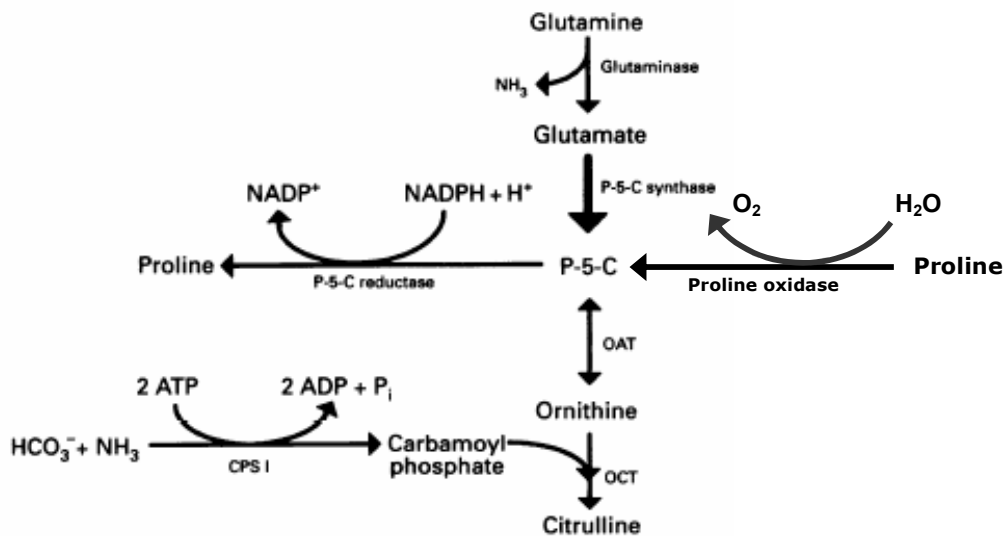 Glutamine
Glutaminase
NH₃
Glutamate
P-5-C synthase
NADP⁺
NADPH + H⁺
O₂
H₂O
Proline
P-5-C reductase
P-5-C
Proline oxidase
Proline
OAT
2 ATP
2 ADP + Pᵢ
Ornithine
HCO₃⁻ + NH₃
CPS I
Carbamoyl
phosphate
OCT
Citrulline